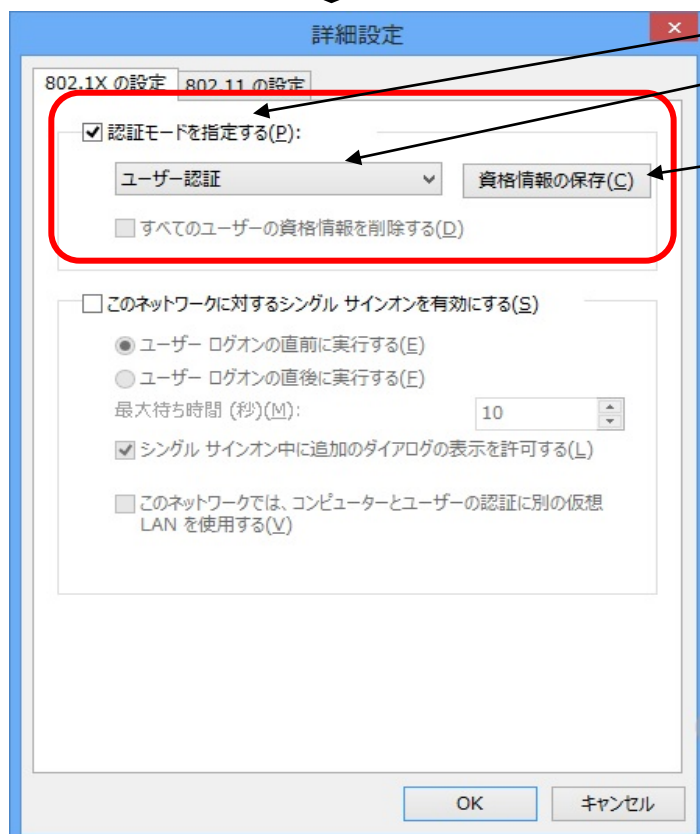 詳細設定
802.1X の設定
802.11 の設定
認証モードを指定する(P):
ユーザー認証
資格情報の保存(C)
すべてのユーザーの資格情報を削除する(D)
このネットワークに対するシングル サインオンを有効にする(S)
ユーザー ログオンの直前に実行する(E)
ユーザー ログオンの直後に実行する(F)
最大待ち時間 (秒)(M):
10
シングル サインオン中に追加のダイアログの表示を許可する(L)
このネットワークでは、コンピューターとユーザーの認証に別の仮想
LAN を使用する(V)
OK
キャンセル